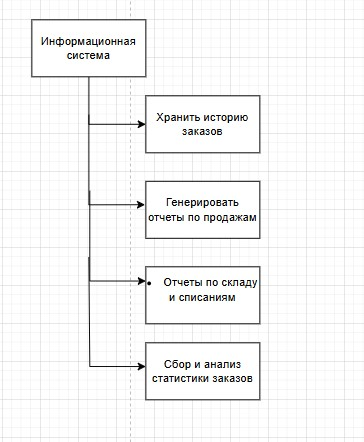 Информационная
система
Хранить историю
заказов
Генерировать
отчеты по продажам
• Отчеты по складу
и списаниям
Сбор и анализ
статистики заказов